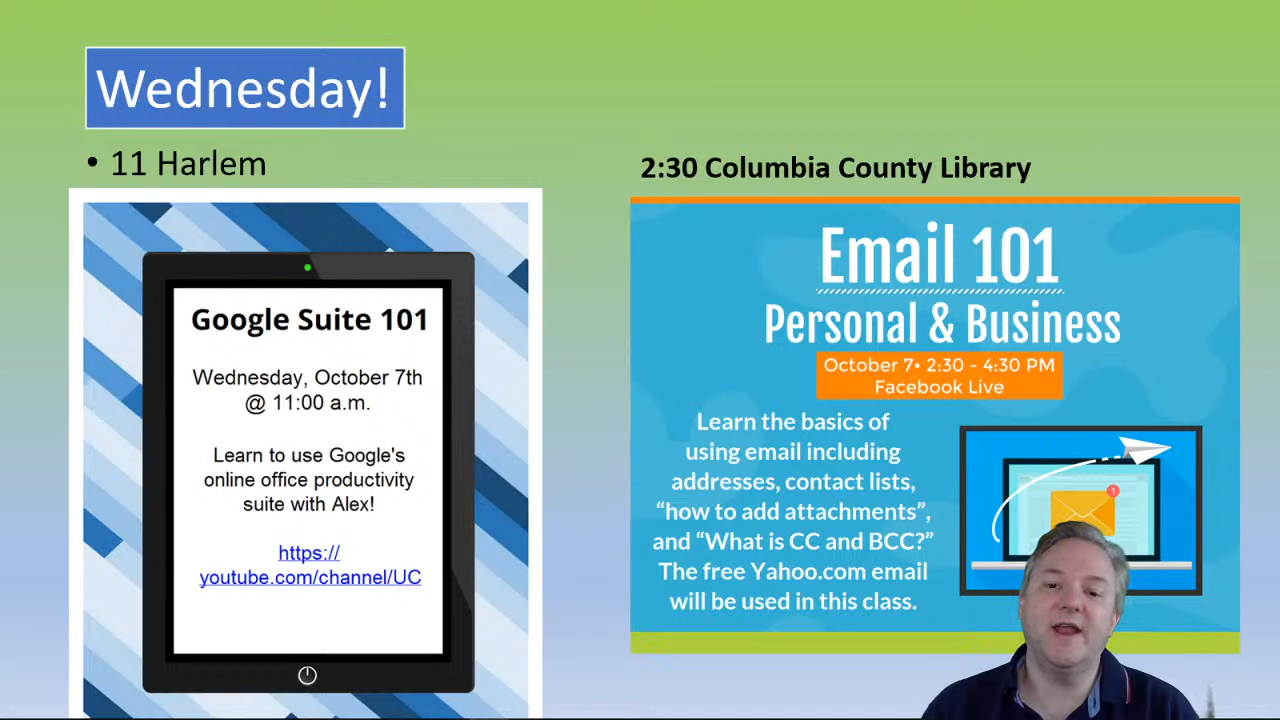 Wednesday!
• 11 Harlem
Google Suite 101
Wednesday, October 7th
@ 11:00 a.m.
Learn to use Google's
online office productivity
suite with Alex!
https://
youtube.com/channel/UC
2:30 Columbia County Library
Email 101
Personal & Business
October 7• 2:30 - 4:30 PM
Facebook Live
Learn the basics of
using email including
addresses, contact lists,
“how to add attachments”,
and “What is CC and BCC?”
The free Yahoo.com email
will be used in this class.
1